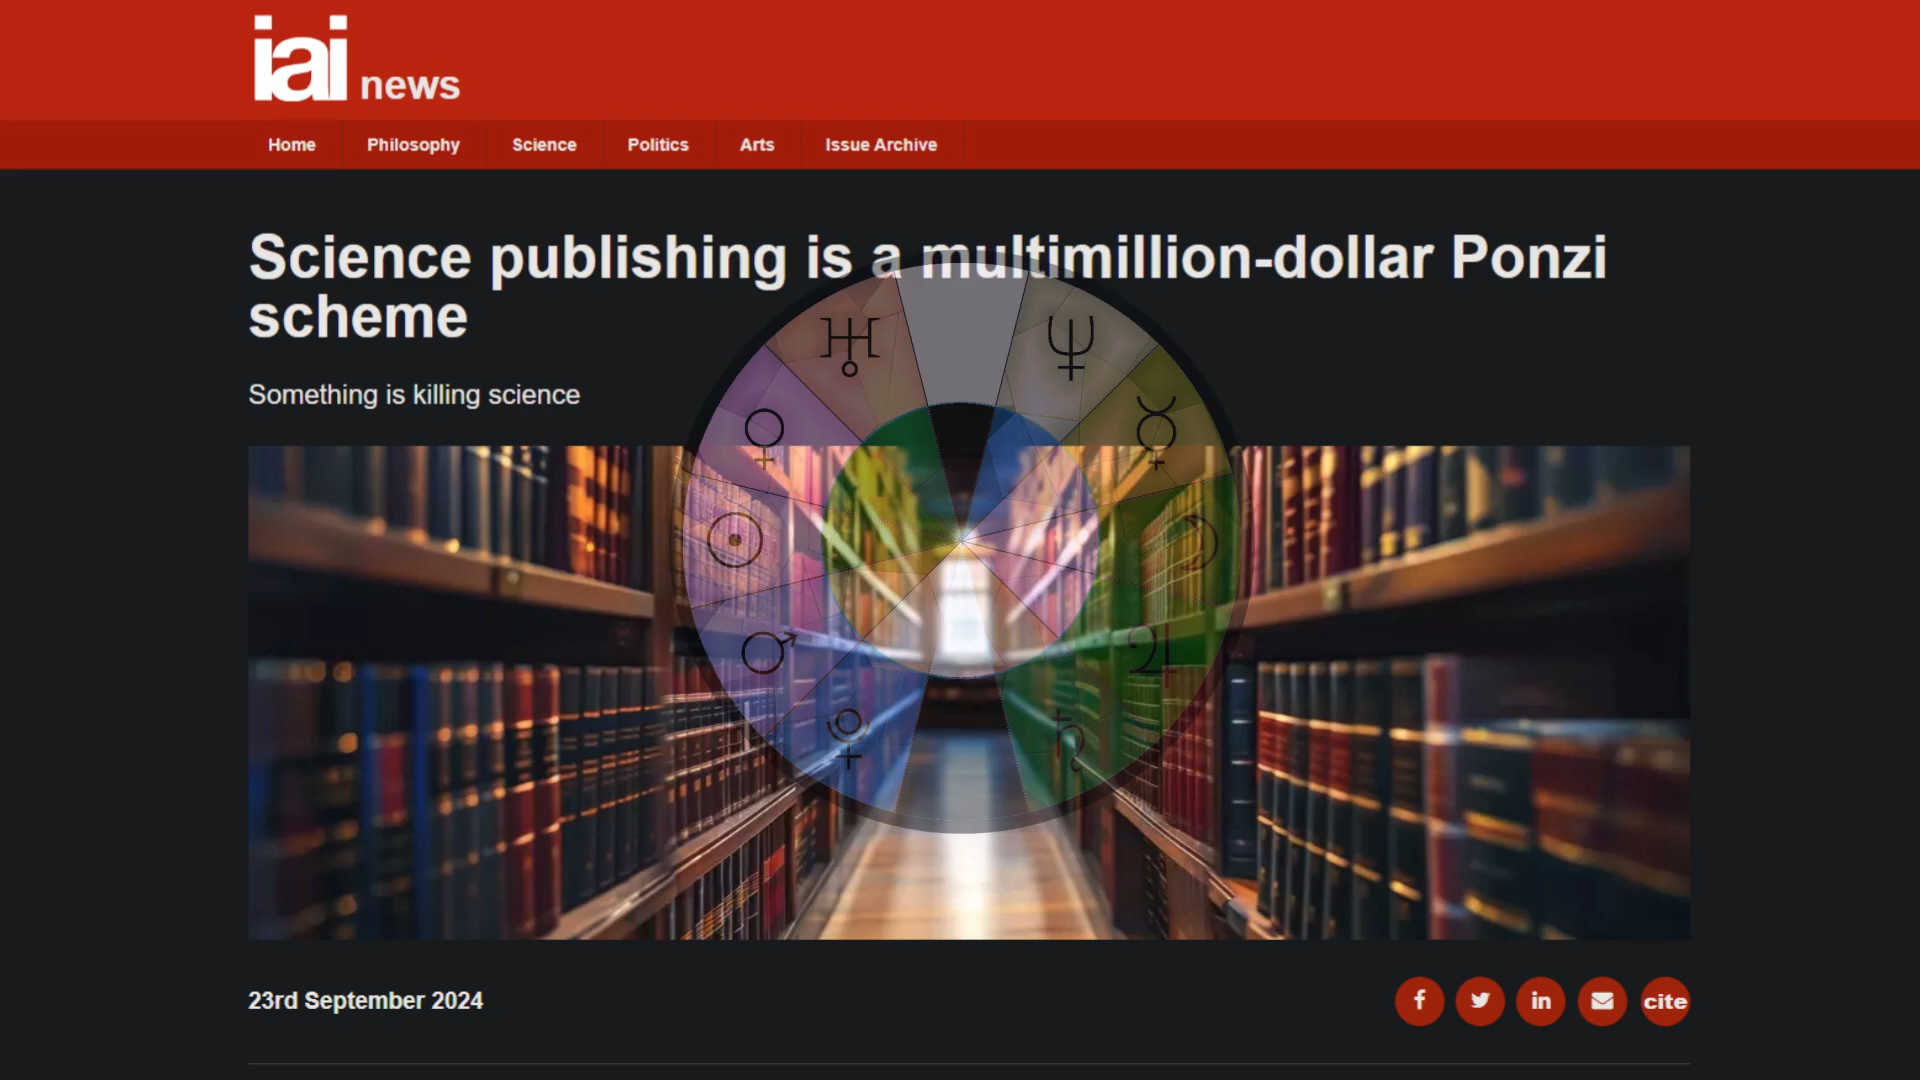 iai news
Home Philosophy Science Politics Arts Issue Archive
Science publishing is a multimillion-dollar Ponzi
scheme
Something is killing science
23rd September 2024
cite